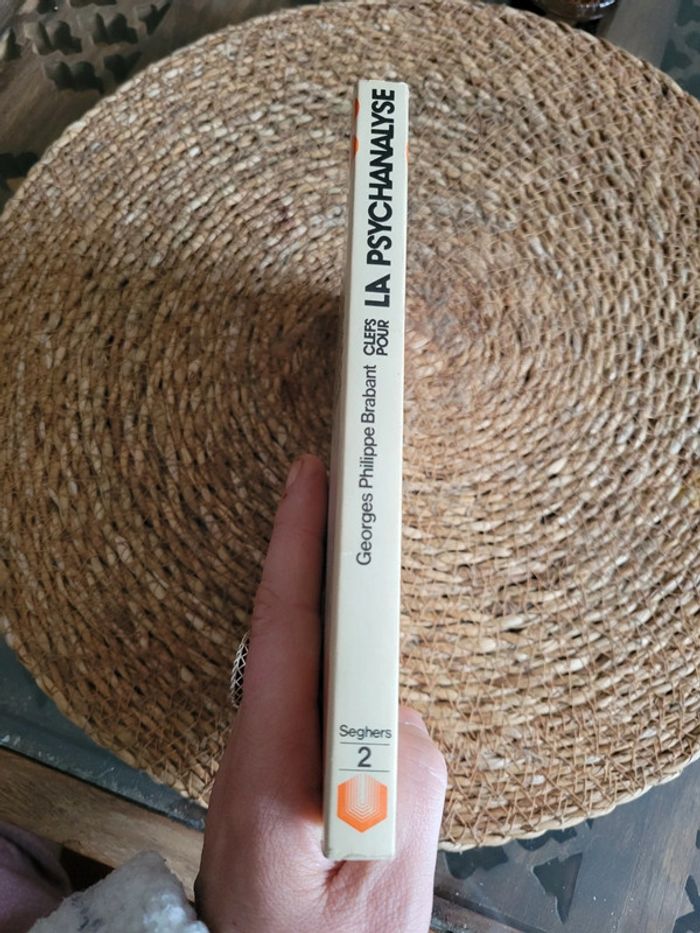 Georges Philippe Brabant
CLEFS
POUR
LA PSYCHANALYSE
Seghers
2